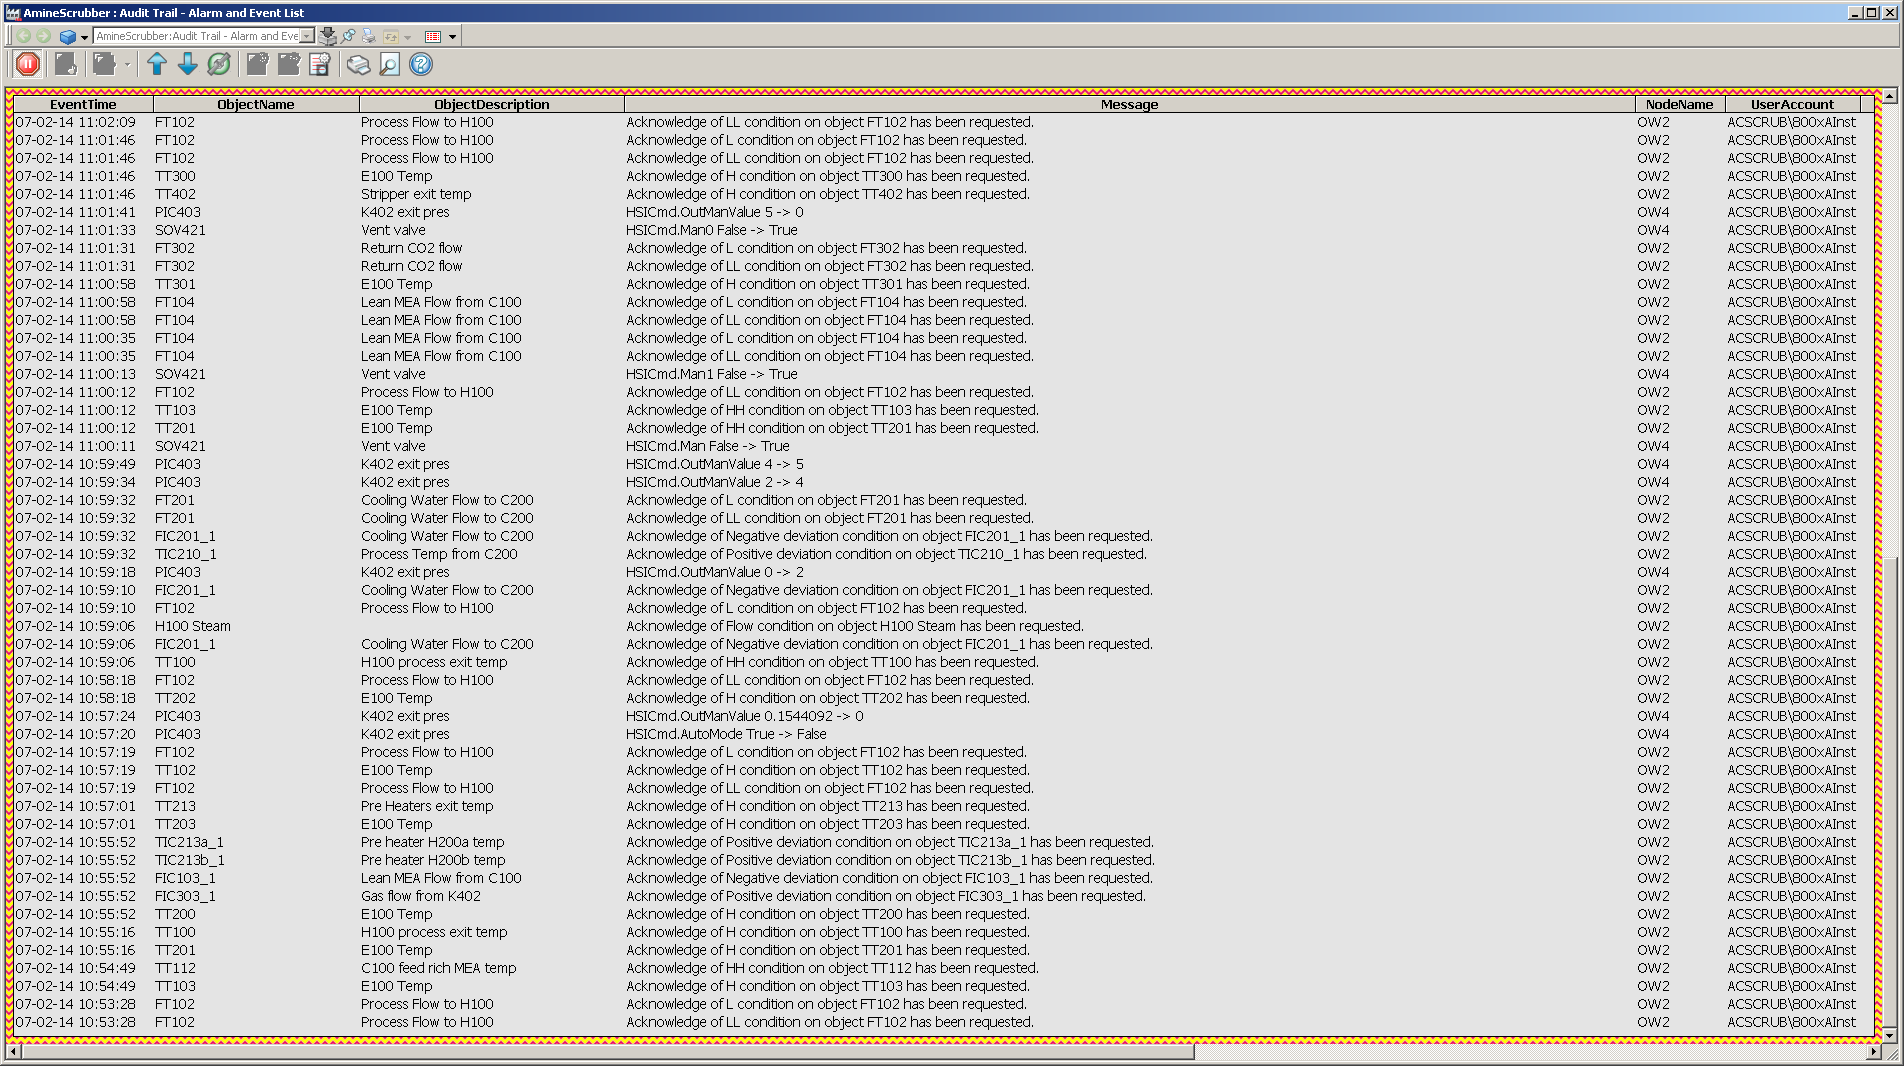 AmineScrubber : Audit Trail - Alarm and Event List
AmineScrubber:Audit Trail - Alarm and Eve
EventTime ObjectName ObjectDescription Message NodeName UserAccount
07-02-14 11:02:09 FT102 Process Flow to H100 Acknowledge of LL condition on object FT102 has been requested. OW2 ACSCRUB\800xAInst
07-02-14 11:01:46 FT102 Process Flow to H100 Acknowledge of L condition on object FT102 has been requested. OW2 ACSCRUB\800xAInst
07-02-14 11:01:46 FT102 Process Flow to H100 Acknowledge of LL condition on object FT102 has been requested. OW2 ACSCRUB\800xAInst
07-02-14 11:01:46 TT300 E100 Temp Acknowledge of H condition on object TT300 has been requested. OW2 ACSCRUB\800xAInst
07-02-14 11:01:46 TT402 Stripper exit temp Acknowledge of H condition on object TT402 has been requested. OW2 ACSCRUB\800xAInst
07-02-14 11:01:41 PIC403 K402 exit pres HSICmd.OutManValue 5 -> 0 OW4 ACSCRUB\800xAInst
07-02-14 11:01:33 SOV421 Vent valve HSICmd.Man0 False -> True OW4 ACSCRUB\800xAInst
07-02-14 11:01:31 FT302 Return CO2 flow Acknowledge of L condition on object FT302 has been requested. OW2 ACSCRUB\800xAInst
07-02-14 11:01:31 FT302 Return CO2 flow Acknowledge of LL condition on object FT302 has been requested. OW2 ACSCRUB\800xAInst
07-02-14 11:00:58 TT301 E100 Temp Acknowledge of H condition on object TT301 has been requested. OW2 ACSCRUB\800xAInst
07-02-14 11:00:58 FT104 Lean MEA Flow from C100 Acknowledge of L condition on object FT104 has been requested. OW2 ACSCRUB\800xAInst
07-02-14 11:00:58 FT104 Lean MEA Flow from C100 Acknowledge of LL condition on object FT104 has been requested. OW2 ACSCRUB\800xAInst
07-02-14 11:00:35 FT104 Lean MEA Flow from C100 Acknowledge of L condition on object FT104 has been requested. OW2 ACSCRUB\800xAInst
07-02-14 11:00:35 FT104 Lean MEA Flow from C100 Acknowledge of LL condition on object FT104 has been requested. OW2 ACSCRUB\800xAInst
07-02-14 11:00:13 SOV421 Vent valve HSICmd.Man1 False -> True OW4 ACSCRUB\800xAInst
07-02-14 11:00:12 FT102 Process Flow to H100 Acknowledge of LL condition on object FT102 has been requested. OW2 ACSCRUB\800xAInst
07-02-14 11:00:12 TT103 E100 Temp Acknowledge of HH condition on object TT103 has been requested. OW2 ACSCRUB\800xAInst
07-02-14 11:00:12 TT201 E100 Temp Acknowledge of HH condition on object TT201 has been requested. OW2 ACSCRUB\800xAInst
07-02-14 11:00:11 SOV421 Vent valve HSICmd.Man False -> True OW4 ACSCRUB\800xAInst
07-02-14 10:59:49 PIC403 K402 exit pres HSICmd.OutManValue 4 -> 5 OW4 ACSCRUB\800xAInst
07-02-14 10:59:34 PIC403 K402 exit pres HSICmd.OutManValue 2 -> 4 OW4 ACSCRUB\800xAInst
07-02-14 10:59:32 FT201 Cooling Water Flow to C200 Acknowledge of L condition on object FT201 has been requested. OW2 ACSCRUB\800xAInst
07-02-14 10:59:32 FT201 Cooling Water Flow to C200 Acknowledge of LL condition on object FT201 has been requested. OW2 ACSCRUB\800xAInst
07-02-14 10:59:32 FIC201_1 Cooling Water Flow to C200 Acknowledge of Negative deviation condition on object FIC201_1 has been requested. OW2 ACSCRUB\800xAInst
07-02-14 10:59:32 TIC210_1 Process Temp from C200 Acknowledge of Positive deviation condition on object TIC210_1 has been requested. OW2 ACSCRUB\800xAInst
07-02-14 10:59:18 PIC403 K402 exit pres HSICmd.OutManValue 0 -> 2 OW4 ACSCRUB\800xAInst
07-02-14 10:59:10 FIC201_1 Cooling Water Flow to C200 Acknowledge of Negative deviation condition on object FIC201_1 has been requested. OW2 ACSCRUB\800xAInst
07-02-14 10:59:10 FT102 Process Flow to H100 Acknowledge of L condition on object FT102 has been requested. OW2 ACSCRUB\800xAInst
07-02-14 10:59:06 H100 Steam Acknowledge of Flow condition on object H100 Steam has been requested. OW2 ACSCRUB\800xAInst
07-02-14 10:59:06 FIC201_1 Cooling Water Flow to C200 Acknowledge of Negative deviation condition on object FIC201_1 has been requested. OW2 ACSCRUB\800xAInst
07-02-14 10:59:06 TT100 H100 process exit temp Acknowledge of HH condition on object TT100 has been requested. OW2 ACSCRUB\800xAInst
07-02-14 10:58:18 FT102 Process Flow to H100 Acknowledge of LL condition on object FT102 has been requested. OW2 ACSCRUB\800xAInst
07-02-14 10:58:18 TT202 E100 Temp Acknowledge of H condition on object TT202 has been requested. OW2 ACSCRUB\800xAInst
07-02-14 10:57:24 PIC403 K402 exit pres HSICmd.OutManValue 0.1544092 -> 0 OW4 ACSCRUB\800xAInst
07-02-14 10:57:20 PIC403 K402 exit pres HSICmd.AutoMode True -> False OW4 ACSCRUB\800xAInst
07-02-14 10:57:19 FT102 Process Flow to H100 Acknowledge of L condition on object FT102 has been requested. OW2 ACSCRUB\800xAInst
07-02-14 10:57:19 TT102 E100 Temp Acknowledge of H condition on object TT102 has been requested. OW2 ACSCRUB\800xAInst
07-02-14 10:57:19 FT102 Process Flow to H100 Acknowledge of LL condition on object FT102 has been requested. OW2 ACSCRUB\800xAInst
07-02-14 10:57:01 TT213 Pre Heaters exit temp Acknowledge of H condition on object TT213 has been requested. OW2 ACSCRUB\800xAInst
07-02-14 10:57:01 TT203 E100 Temp Acknowledge of H condition on object TT203 has been requested. OW2 ACSCRUB\800xAInst
07-02-14 10:55:52 TIC213a_1 Pre heater H200a temp Acknowledge of Positive deviation condition on object TIC213a_1 has been requested. OW2 ACSCRUB\800xAInst
07-02-14 10:55:52 TIC213b_1 Pre heater H200b temp Acknowledge of Positive deviation condition on object TIC213b_1 has been requested. OW2 ACSCRUB\800xAInst
07-02-14 10:55:52 FIC103_1 Lean MEA Flow from C100 Acknowledge of Negative deviation condition on object FIC103_1 has been requested. OW2 ACSCRUB\800xAInst
07-02-14 10:55:52 FIC303_1 Gas flow from K402 Acknowledge of Positive deviation condition on object FIC303_1 has been requested. OW2 ACSCRUB\800xAInst
07-02-14 10:55:52 TT200 E100 Temp Acknowledge of H condition on object TT200 has been requested. OW2 ACSCRUB\800xAInst
07-02-14 10:55:16 TT100 H100 process exit temp Acknowledge of H condition on object TT100 has been requested. OW2 ACSCRUB\800xAInst
07-02-14 10:55:16 TT201 E100 Temp Acknowledge of H condition on object TT201 has been requested. OW2 ACSCRUB\800xAInst
07-02-14 10:54:49 TT112 C100 feed rich MEA temp Acknowledge of HH condition on object TT112 has been requested. OW2 ACSCRUB\800xAInst
07-02-14 10:54:49 TT103 E100 Temp Acknowledge of H condition on object TT103 has been requested. OW2 ACSCRUB\800xAInst
07-02-14 10:53:28 FT102 Process Flow to H100 Acknowledge of L condition on object FT102 has been requested. OW2 ACSCRUB\800xAInst
07-02-14 10:53:28 FT102 Process Flow to H100 Acknowledge of LL condition on object FT102 has been requested. OW2 ACSCRUB\800xAInst